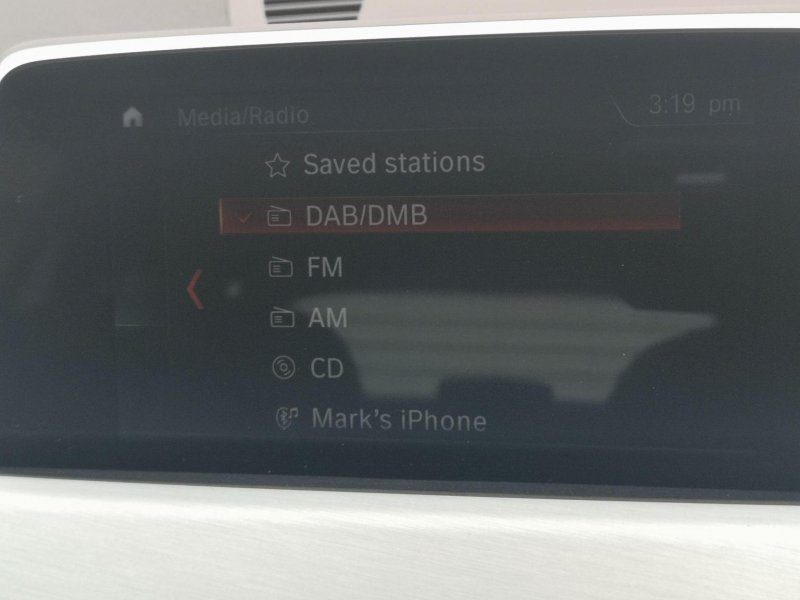 Media/Radio
3:19 pm
Saved stations
DAB/DMB
FM
AM
CD
Mark's iPhone